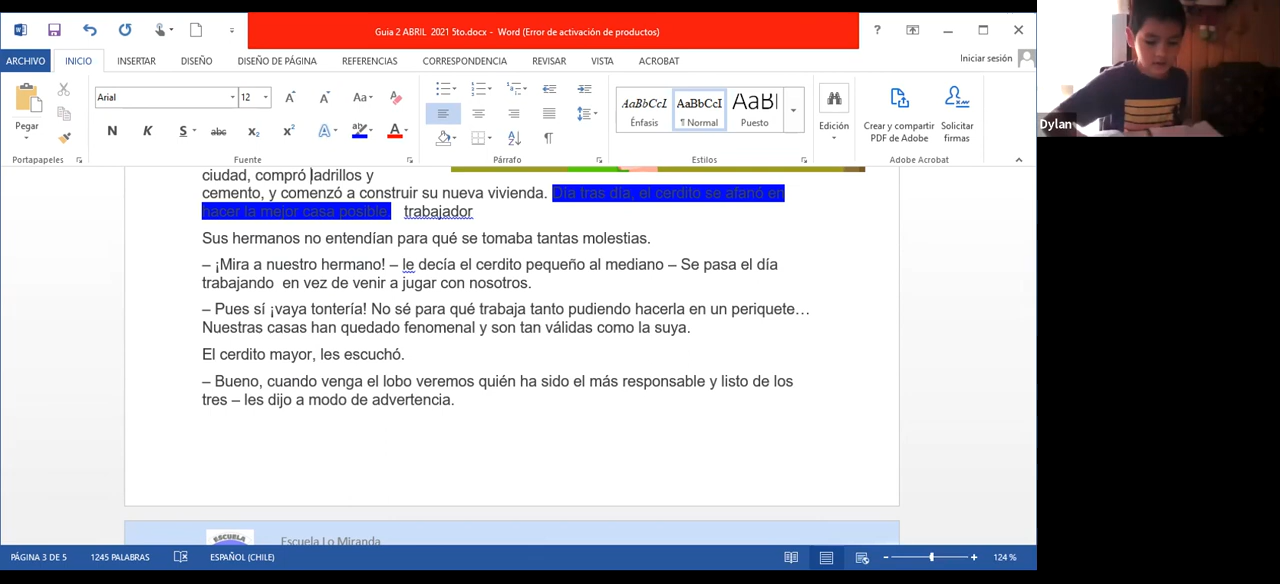 Guia 2 ABRIL 2021 5to.docx - Word (Error de activación de productos)
?
ARCHIVO INICIO INSERTAR DISEÑO DISEÑO DE PÁGINA REFERENCIAS CORRESPONDENCIA REVISAR VISTA ACROBAT Iniciar sesión
Pegar
Portapapeles
Arial 12
Aa
N K S abc x₂ x² A ab A
Fuente
Párrafo
AaBbCcL AaBbCcI AaBl
Énfasis ¶ Normal Puesto
Estilos
Edición
Crear y compartir PDF de Adobe
Solicitar firmas
Adobe Acrobat
Dylan
ciudad, compró ladrillos y
cemento, y comenzó a construir su nueva vivienda. Día tras día, el cerdito se afanó en
hacer la mejor casa posible. trabajador
Sus hermanos no entendían para qué se tomaba tantas molestias.
– ¡Mira a nuestro hermano! – le decía el cerdito pequeño al mediano – Se pasa el día
trabajando en vez de venir a jugar con nosotros.
– Pues sí ¡vaya tontería! No sé para qué trabaja tanto pudiendo hacerla en un periquete…
Nuestras casas han quedado fenomenal y son tan válidas como la suya.
El cerdito mayor, les escuchó.
– Bueno, cuando venga el lobo veremos quién ha sido el más responsable y listo de los
tres – les dijo a modo de advertencia.
ESCUELA
Escuela Lo Miranda
PÁGINA 3 DE 5 1245 PALABRAS ESPAÑOL (CHILE) 124 %